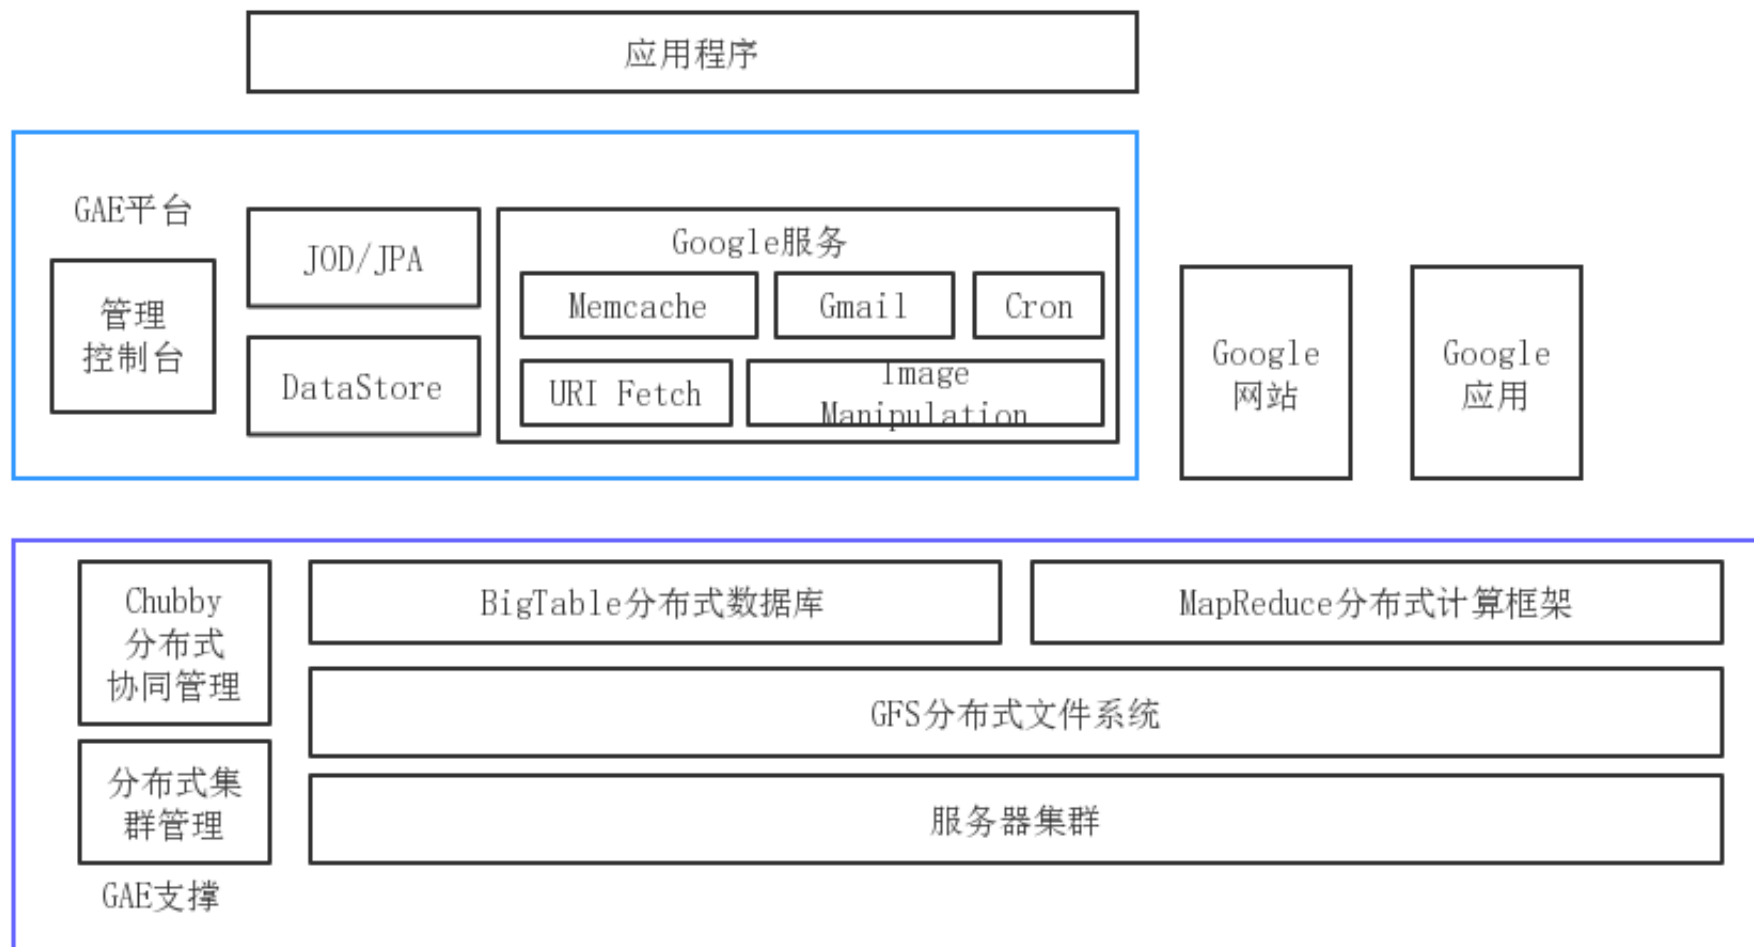 应用程序
GAE平台
管理
控制台
JOD/JPA
DataStore
Google服务
Memcache
Gmail
Cron
URI Fetch
Image
Manipulation
Google
网站
Google
应用
Chubby
分布式
协同管理
BigTable分布式数据库
MapReduce分布式计算框架
GFS分布式文件系统
分布式集
群管理
服务器集群
GAE支撑